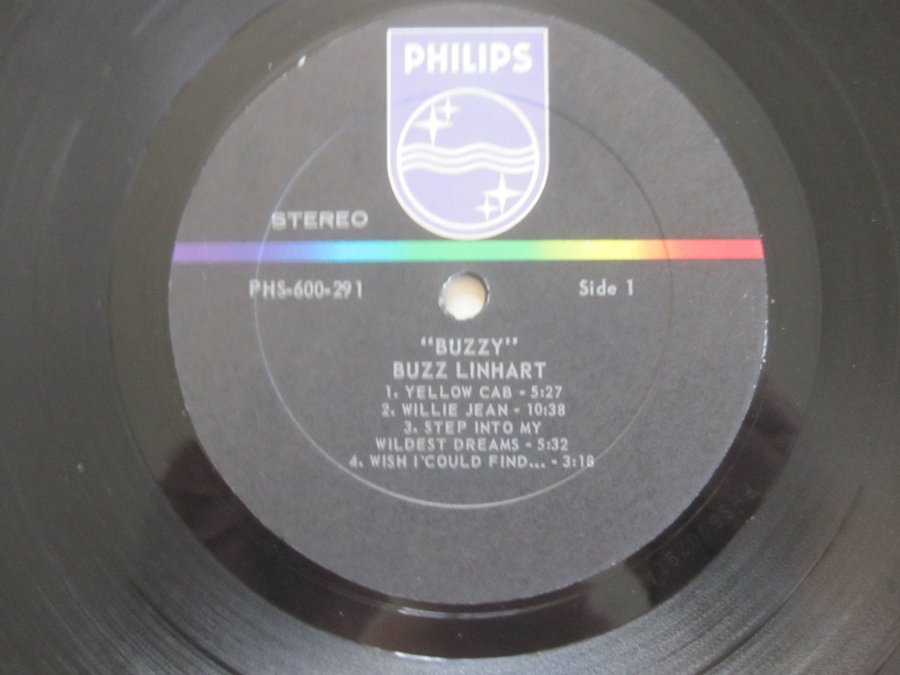 PHILIPS
STEREO
PHS-600-291
Side 1
"BUZZY"
BUZZ LINHART
1. YELLOW CAB - 5:27
2. WILLIE JEAN - 10:38
3. STEP INTO MY
WILDEST DREAMS - 5:32
4. WISH I COULD FIND... - 3:18